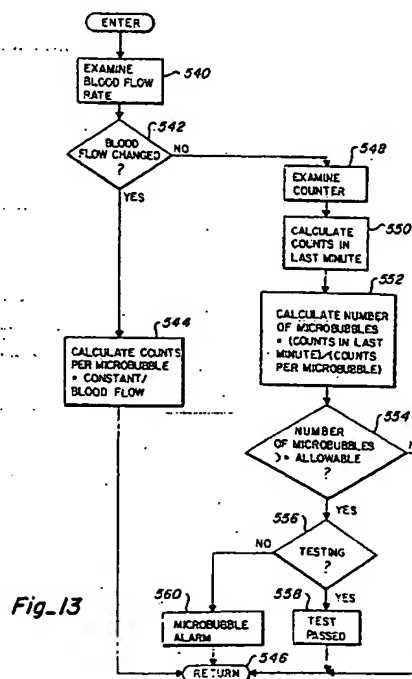 ENTER
540
EXAMINE
BLOOD FLOW
RATE
542
BLOOD
FLOW CHANGED
?
NO
YES
548
EXAMINE
COUNTER
550
CALCULATE
COUNTS IN
LAST MINUTE
552
CALCULATE NUMBER
OF MICROBUBBLES
= (COUNTS IN LAST
MINUTE)/(COUNTS
PER MICROBUBBLE)
544
CALCULATE COUNTS
PER MICROBUBBLE
= CONSTANT/
BLOOD FLOW
554
NUMBER
OF MICROBUBBLES
>= ALLOWABLE
?
YES
556
TESTING
?
NO
YES
560
MICROBUBBLE
ALARM
558
TEST
PASSED
Fig_13
RETURN
546